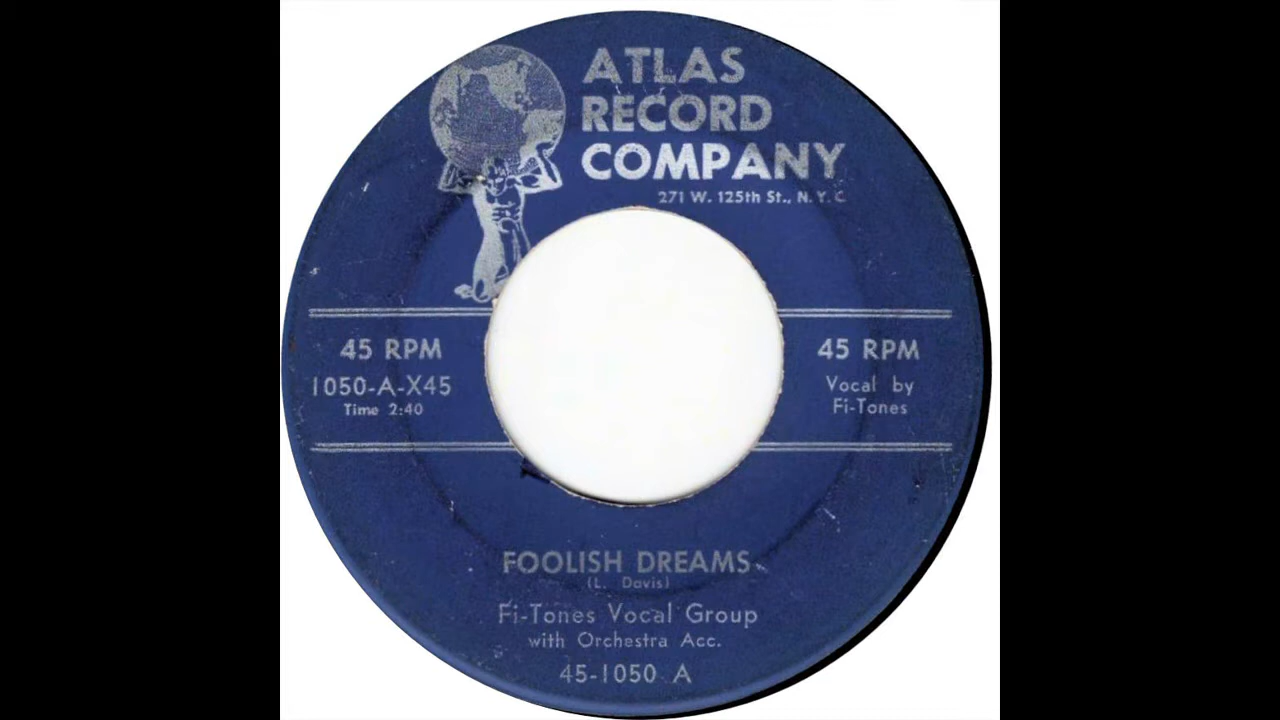 ATLAS
RECORD
COMPANY
271 W. 125th St., N. Y. C
45 RPM
1050-A-X45
Time 2:40
45 RPM
Vocal by
Fi-Tones
FOOLISH DREAMS
(L. Davis)
Fi-Tones Vocal Group
with Orchestra Acc.
45-1050 A